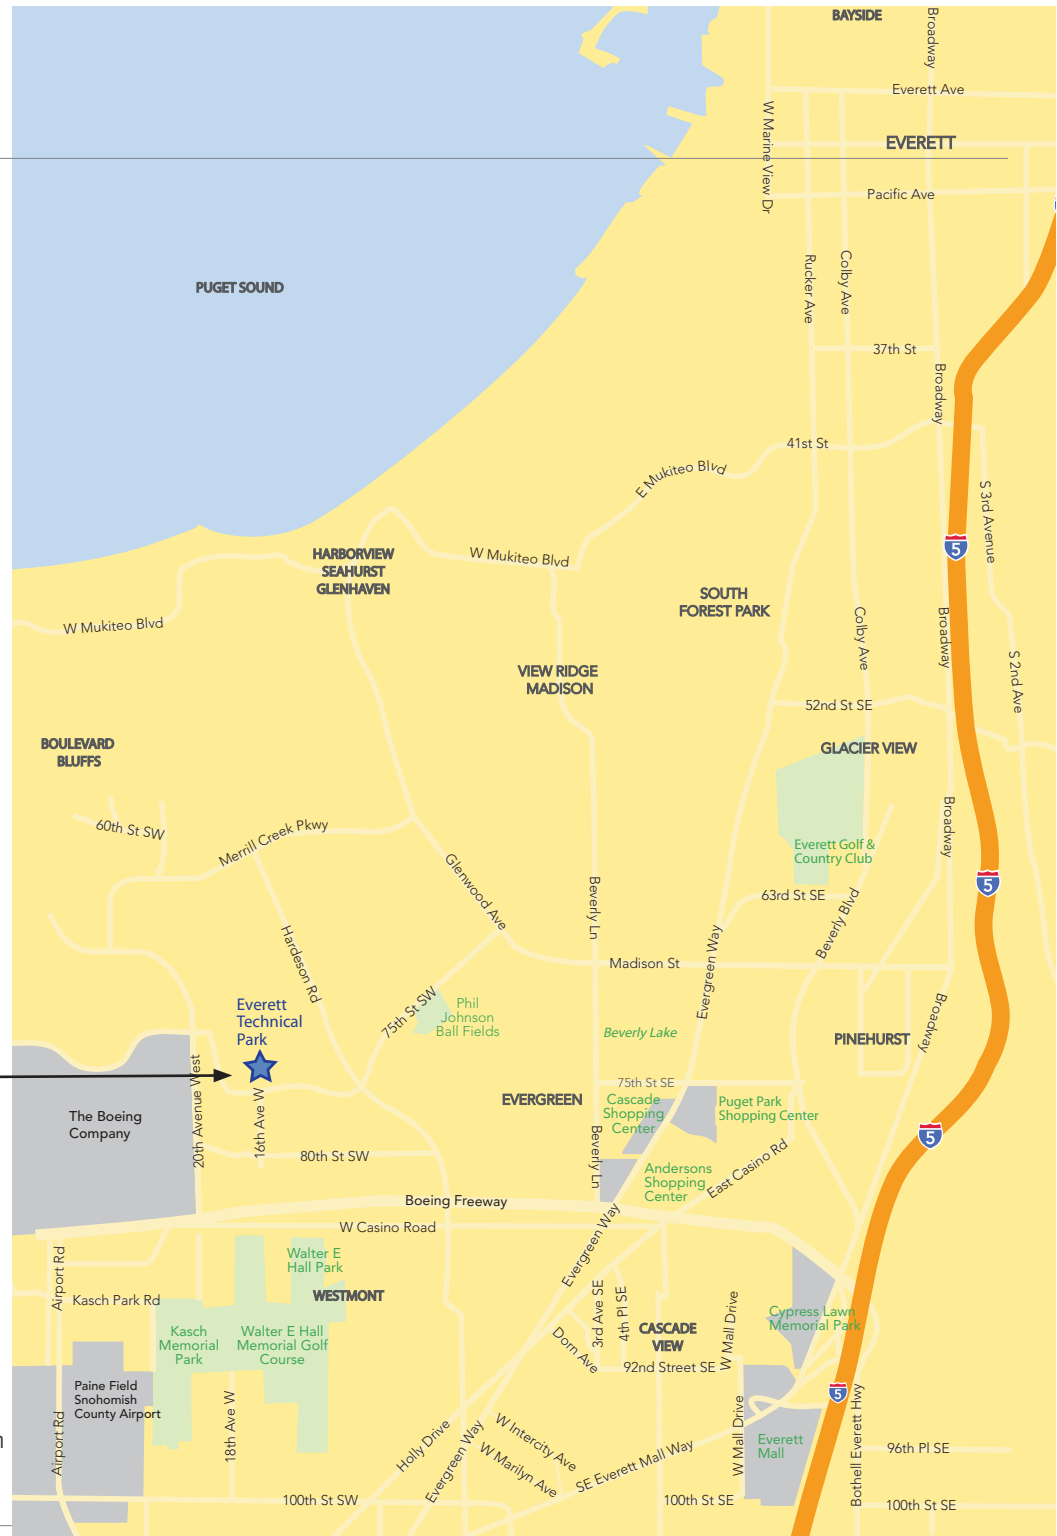 BAYSIDE
Broadway
Everett Ave
W Marine View Dr
EVERETT
Pacific Ave
PUGET SOUND
Rucker Ave
Colby Ave
37th St
Broadway
41st St
E Mukiteo Blvd
S 3rd Avenue
5
HARBORVIEW
SEAHURST
GLENHAVEN
W Mukiteo Blvd
SOUTH
FOREST PARK
W Mukiteo Blvd
Colby Ave
Broadway
S 2nd Ave
VIEW RIDGE
MADISON
52nd St SE
BOULEVARD
BLUFFS
GLACIER VIEW
60th St SW
Merrill Creek Pkwy
Broadway
Everett Golf &
Country Club
Glenwood Ave
Beverly Ln
63rd St SE
5
Beverly Blvd
Hardeson Rd
Evergreen Way
Madison St
Everett
Technical
Park
75th St SW
Phil
Johnson
Ball Fields
Beverly Lake
PINEHURST
Broadway
20th Avenue West
16th Ave W
75th St SE
EVERGREEN
Cascade
Shopping
Center
Puget Park
Shopping Center
The Boeing
Company
5
80th St SW
Beverly Ln
Andersons
Shopping
Center
East Casino Rd
Boeing Freeway
W Casino Road
Evergreen Way
Airport Rd
Walter E
Hall Park
Kasch Park Rd
WESTMONT
3rd Ave SE
4th Pl SE
W Mall Drive
Cypress Lawn
Memorial Park
Kasch
Memorial
Park
Walter E Hall
Memorial Golf
Course
Dorn Ave
CASCADE
VIEW
92nd Street SE
Paine Field
Snohomish
County Airport
5
Bothell Everett Hwy
18th Ave W
Airport Rd
Holly Drive
Evergreen Way
W Intercity Ave
W Marilyn Ave
SE Everett Mall Way
W Mall Drive
Everett
Mall
96th Pl SE
100th St SW
100th St SE
100th St SE